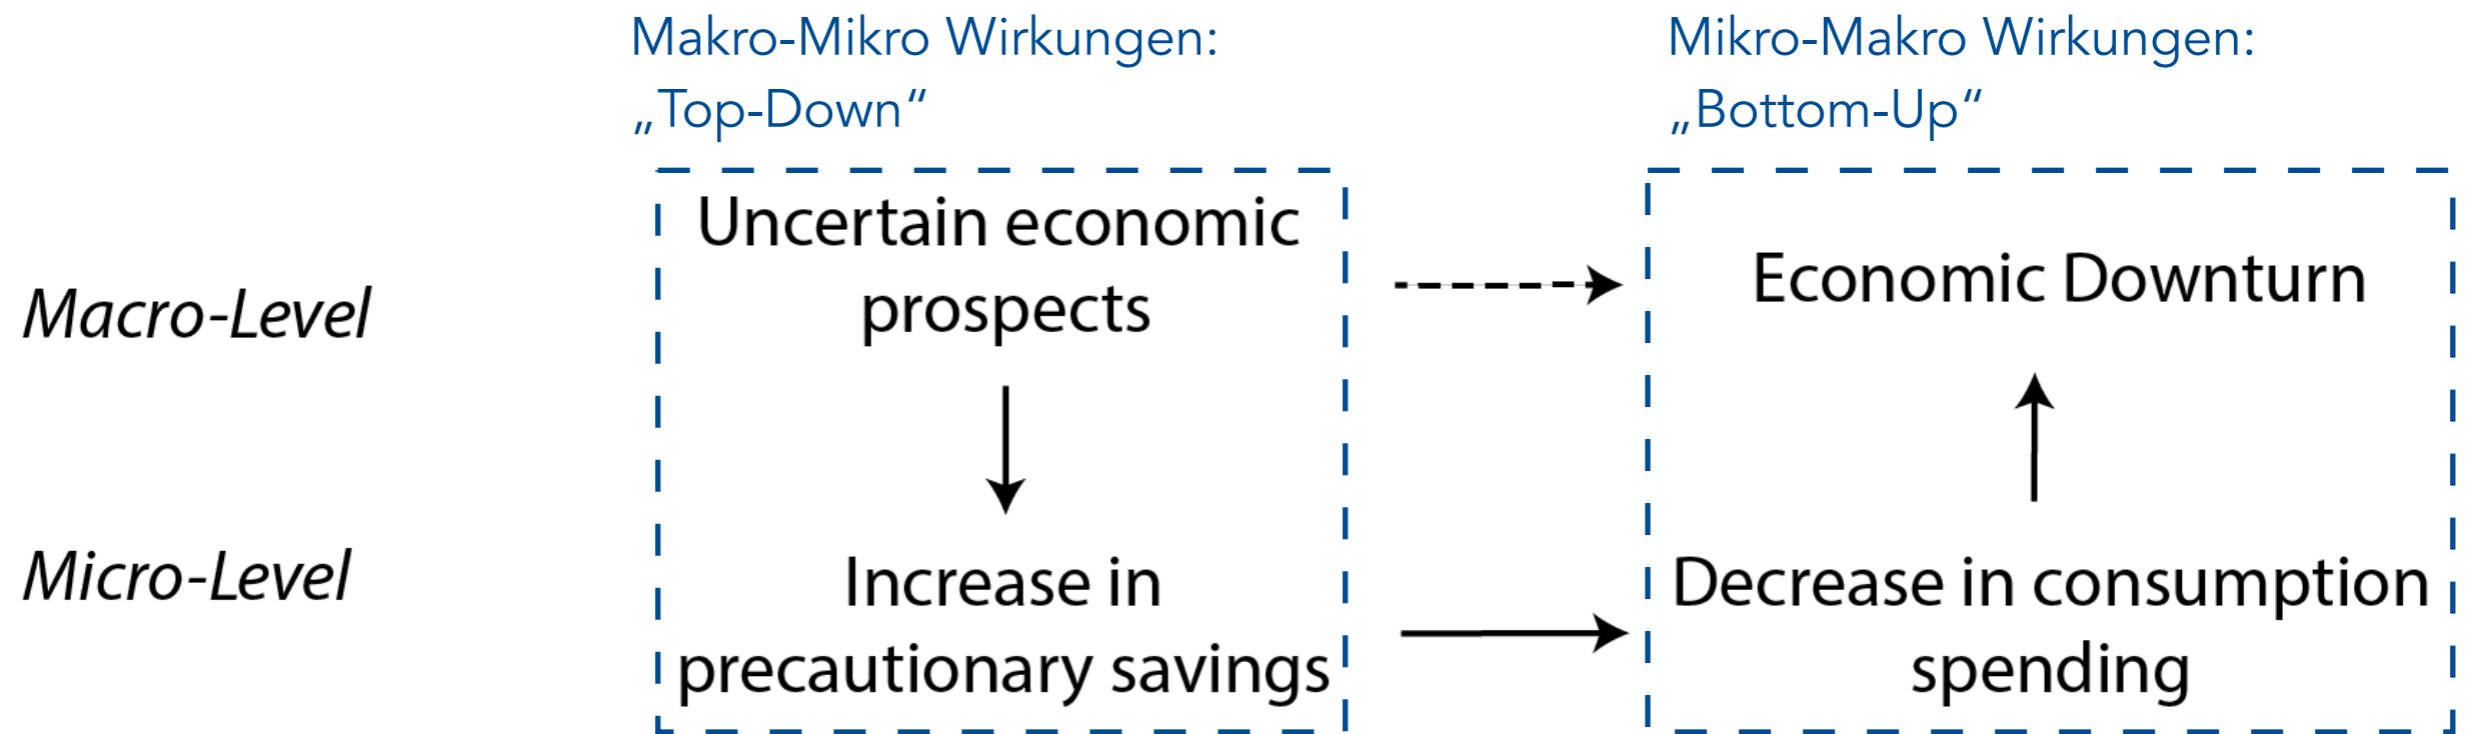 Makro-Mikro Wirkungen:
„Top-Down“
Mikro-Makro Wirkungen:
„Bottom-Up“
Macro-Level
Uncertain economic
prospects
Economic Downturn
Micro-Level
Increase in
precautionary savings
Decrease in consumption
spending